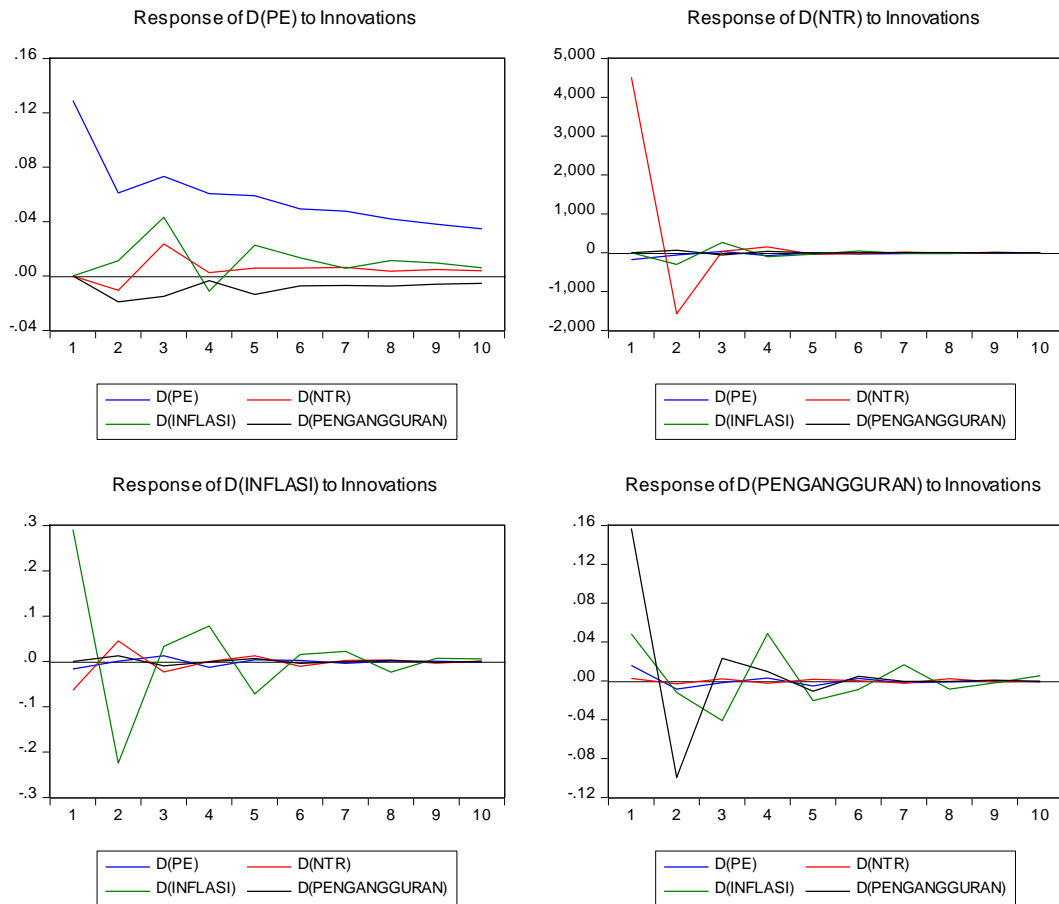 Response of D(PE) to Innovations
.16
.12
.08
.04
.00
-.04
1 2 3 4 5 6 7 8 9 10
D(PE) D(NTR)
D(INFLASI) D(PENGANGGURAN)
Response of D(NTR) to Innovations
5,000
4,000
3,000
2,000
1,000
0
-1,000
-2,000
1 2 3 4 5 6 7 8 9 10
D(PE) D(NTR)
D(INFLASI) D(PENGANGGURAN)
Response of D(INFLASI) to Innovations
.3
.2
.1
.0
-.1
-.2
-.3
1 2 3 4 5 6 7 8 9 10
D(PE) D(NTR)
D(INFLASI) D(PENGANGGURAN)
Response of D(PENGANGGURAN) to Innovations
.16
.12
.08
.04
.00
-.04
-.08
-.12
1 2 3 4 5 6 7 8 9 10
D(PE) D(NTR)
D(INFLASI) D(PENGANGGURAN)